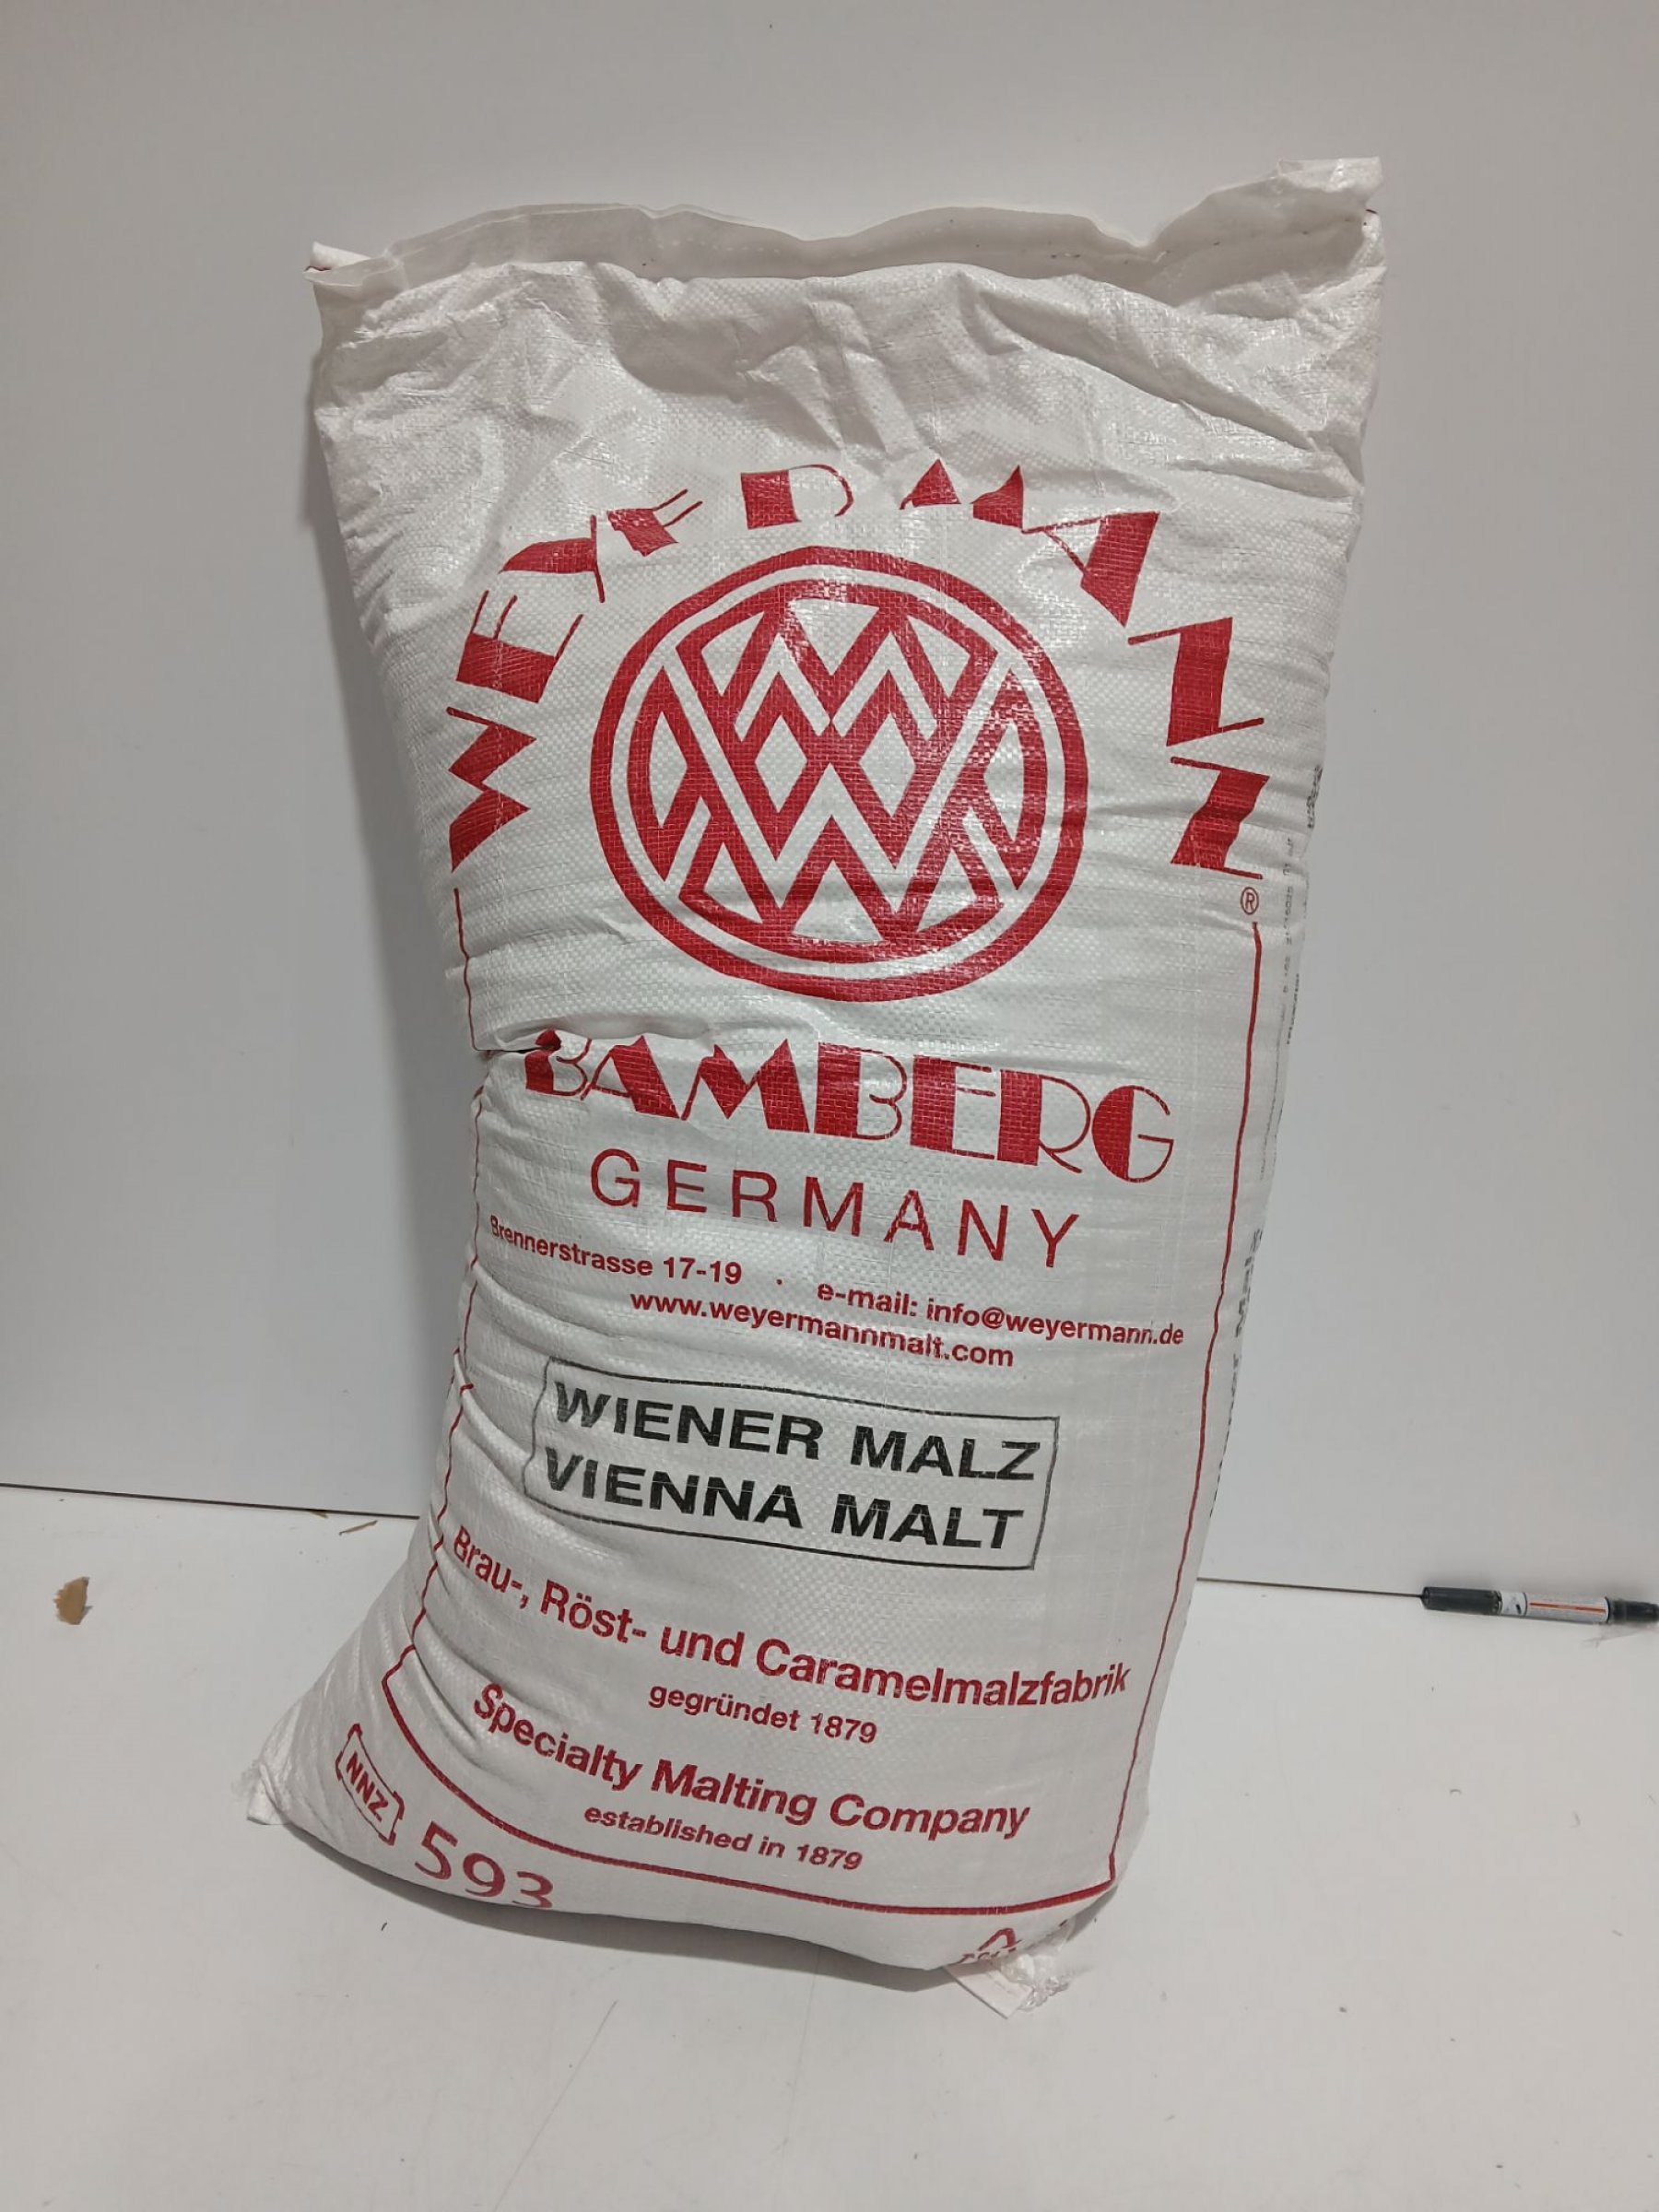 WEYERMALZ
®
BAMBERG
GERMANY
Brennerstrasse 17-19 · e-mail: info@weyermann.de
www.weyermannmalt.com
WIENER MALZ
VIENNA MALT
Brau-, Röst- und Caramelmalzfabrik
gegründet 1879
Specialty Malting Company
established in 1879
NNZ
593